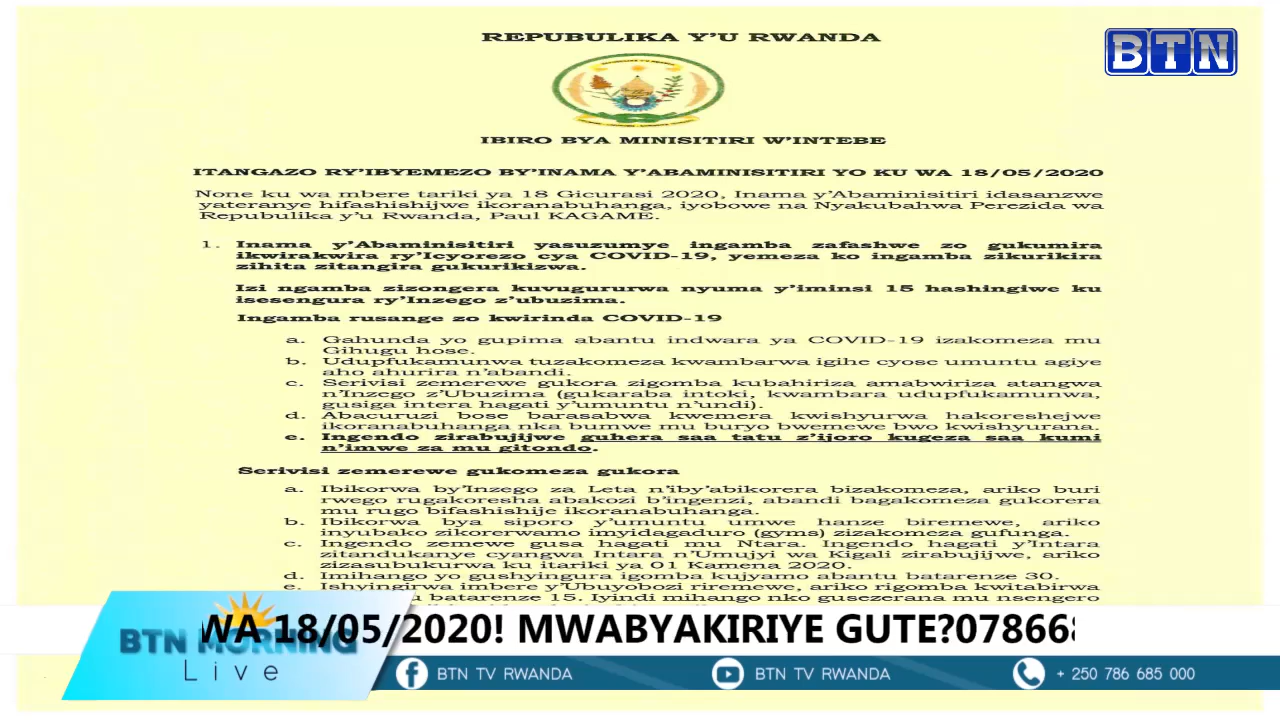 REPUBULIKA Y'U RWANDA
BTN
IBIRO BYA MINISITIRI W'INTEBE
ITANGAZO RY'IBYEMEZO BY'INAMA Y'ABAMINISITIRI YO KU WA 18/05/2020
None ku wa mbere tariki ya 18 Gicurasi 2020, Inama y'Abaminisitiri idasanzwe
yateranye hifashishijwe ikoranabuhanga, iyobowe na Nyakubahwa Perezida wa
Repubulika y'u Rwanda, Paul KAGAME.
1. Inama y'Abaminisitiri yasuzumye ingamba zafashwe zo gukumira
ikwirakwira ry'Icyorezo cya COVID-19, yemeza ko ingamba zikurikira
zihita zitangira gukurikizwa.
Izi ngamba zizongera kuvugururwa nyuma y'iminsi 15 hashingiwe ku
isesengura ry'Inzego z'ubuzima.
Ingamba rusange zo kwirinda COVID-19
a. Gahunda yo gupima abantu indwara ya COVID-19 izakomeza mu
Gihugu hose.
b. Udupfukamunwa tuzakomeza kwambarwa igihe cyose umuntu agiye
aho ahurira n'abandi.
c. Serivisi zemerewe gukora zigomba kubahiriza amabwiriza atangwa
n'Inzego z'Ubuzima (gukaraba intoki, kwambara udupfukamunwa,
gusiga intera hagati y'umuntu n'undi).
d. Abacuruzi bose barasabwa kwemera kwishyurwa hakoreshejwe
ikoranabuhanga nka bumwe mu buryo bwemewe bwo kwishyurana.
e. Ingendo zirabujijwe guhera saa tatu z'ijoro kugeza saa kumi
n'imwe za mu gitondo.
Serivisi zemerewe gukomeza gukora
a. Ibikorwa by'Inzego za Leta n'iby'abikorera bizakomeza, ariko buri
rwego rugakoresha abakozi b'ingenzi, abandi bagakomeza gukorera
mu rugo bifashishije ikoranabuhanga.
b. Ibikorwa bya siporo y'umuntu umwe hanze biremewe, ariko
inyubako zikorerwamo imyidagaduro (gyms) zizakomeza gufunga.
c. Ingendo zemewe gusa hagati mu Ntara. Ingendo hagati y'Intara
zitandukanye cyangwa Intara n'Umujyi wa Kigali zirabujijwe, ariko
zizasubukurwa ku itariki ya 01 Kamena 2020.
d. Imihango yo gushyingura igomba kujyamo abantu batarenze 30.
e. Ishyingirwa imbere y'Ubuyobozi riremewe, ariko rigomba kwitabirwa
batarenze 15. Iyindi mihango nko gusezerana mu nsengero
WA 18/05/2020! MWABYAKIRIYE GUTE?078668
BTN MORNING
Live
BTN TV RWANDA
BTN TV RWANDA
+ 250 786 685 000